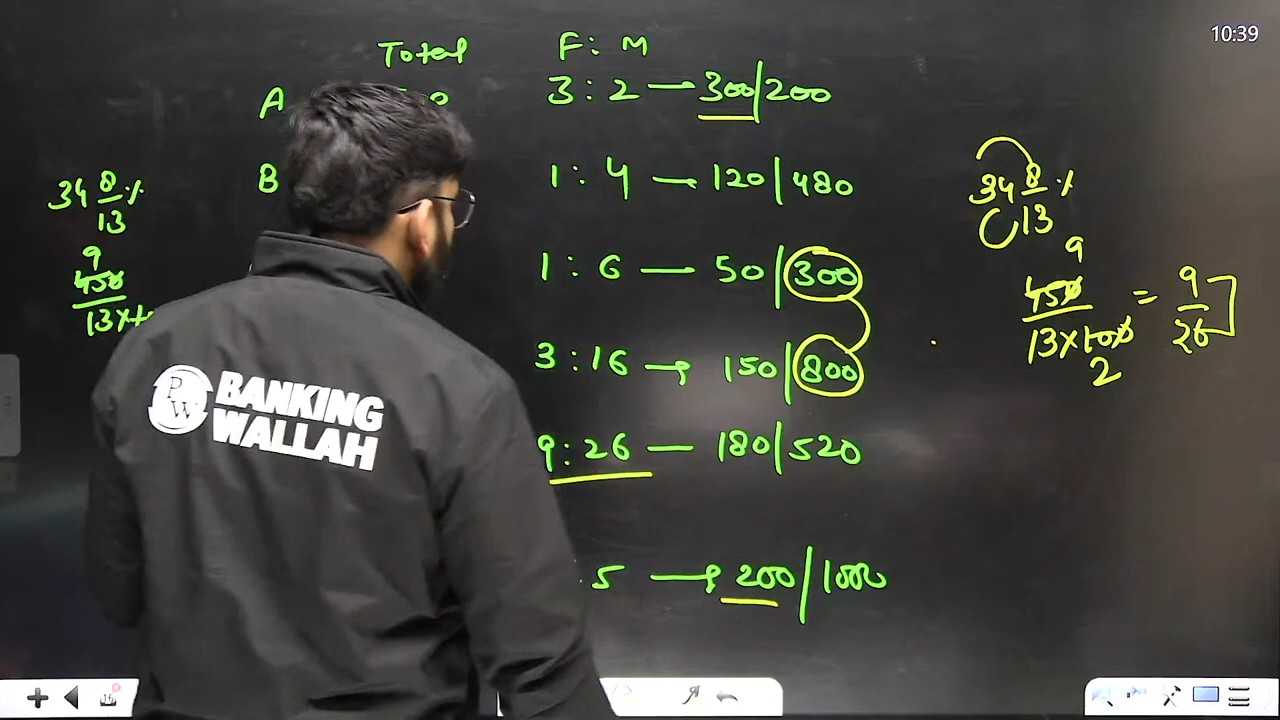 10:39
Total F : M
A 3 : 2 → 300/200
B 1 : 4 → 120/480
1 : 6 — 50/300
3 : 16 → 150/800
9 : 26 — 180/520
5 → 200/1000
34 8/13 %
9
450
13×
34 8/13 %
9
450/13×100 = 9/26
2
PW BANKING
WALLAH